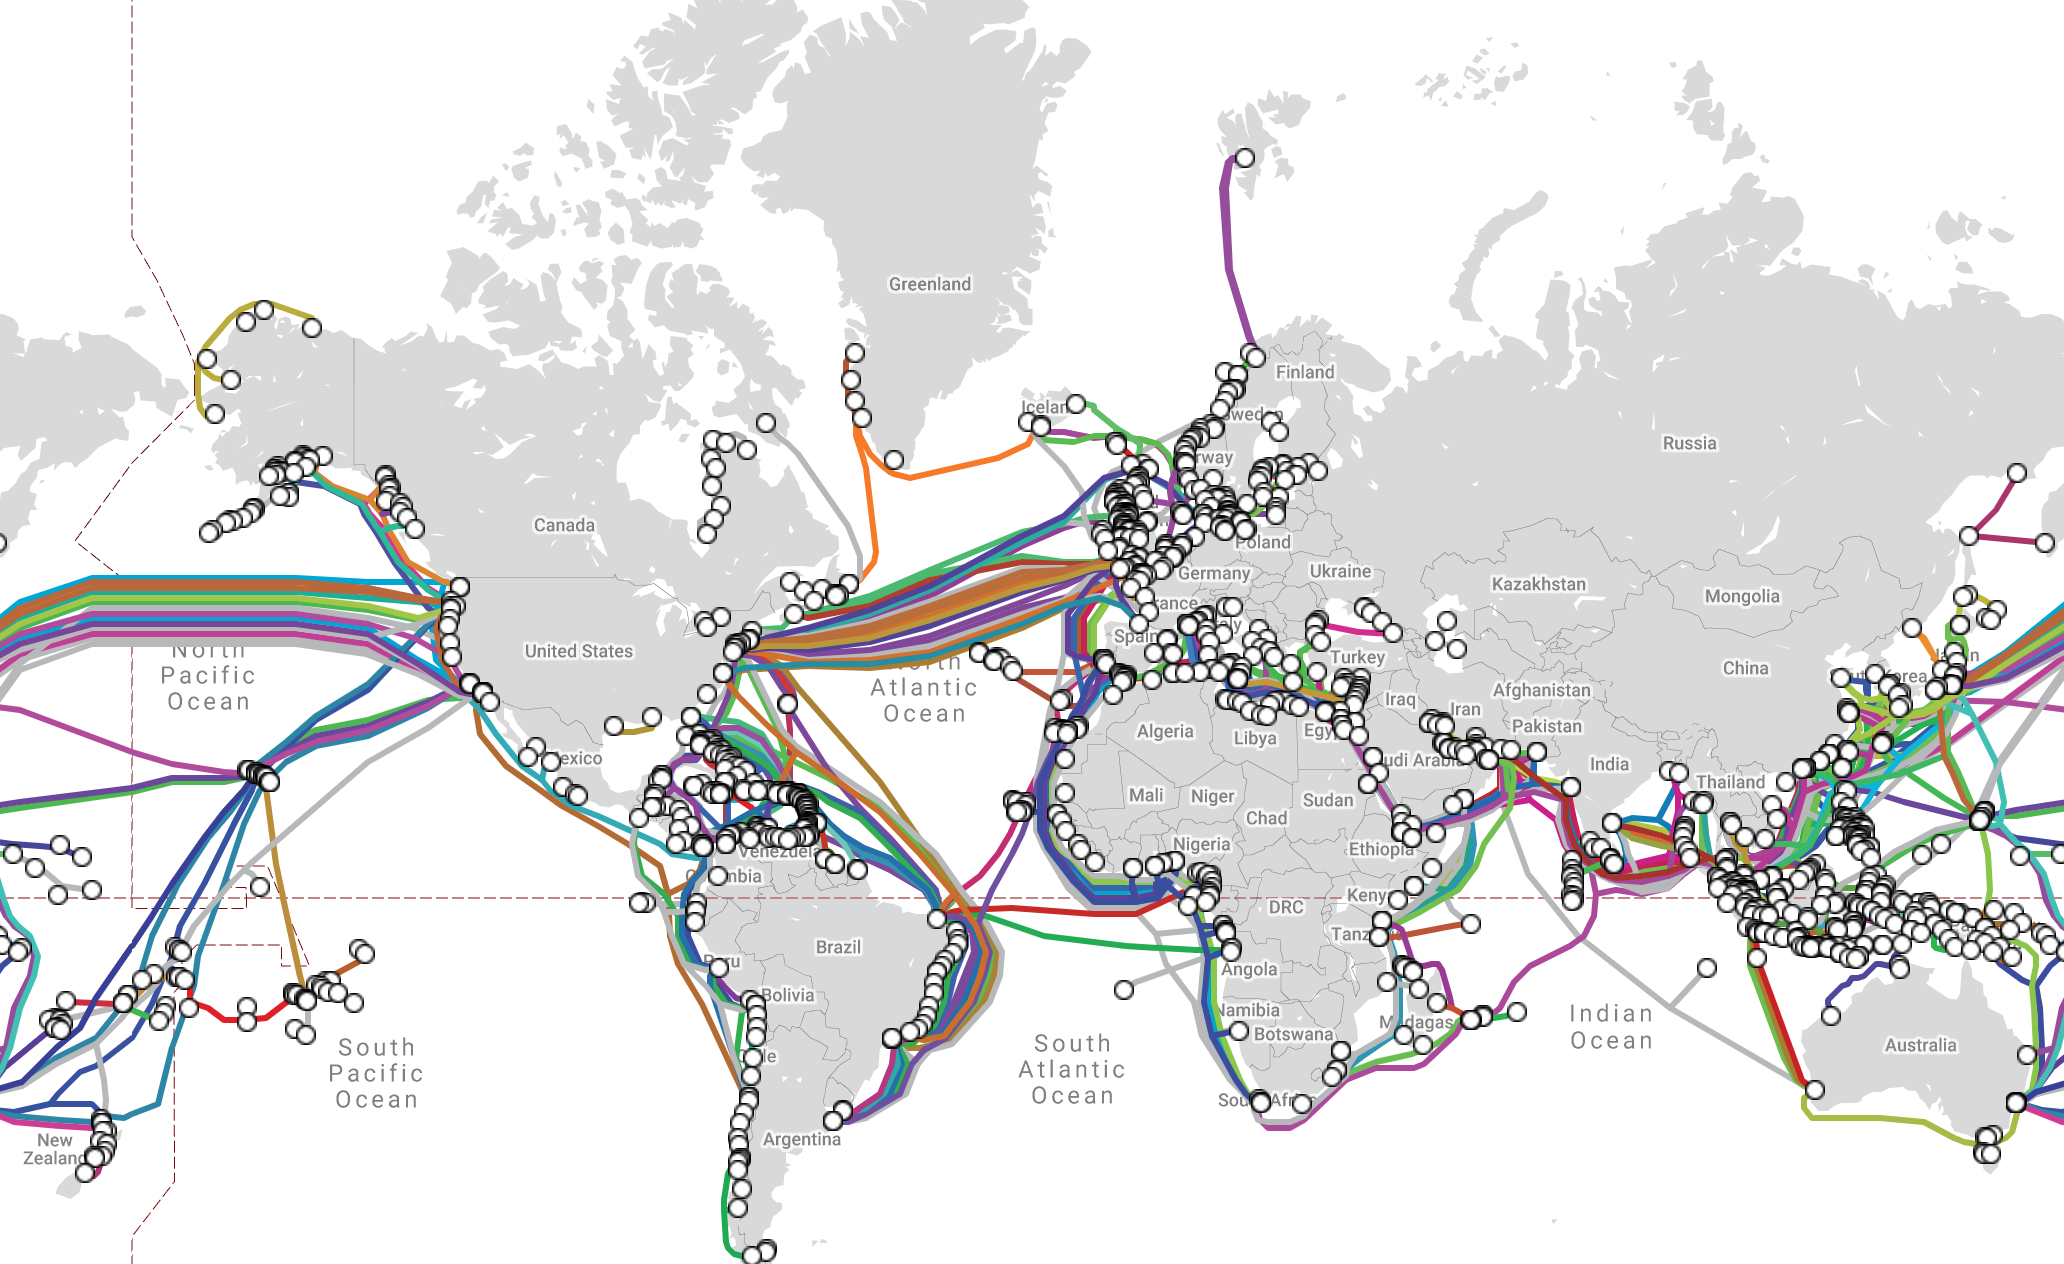 Greenland
Finland
Russia
Canada
Poland
Germany
Ukraine
Kazakhstan
Mongolia
United States
North
Pacific
Ocean
Atlantic
Ocean
Turkey
China
Iraq
Iran
Afghanistan
Pakistan
Algeria
Libya
India
Thailand
Mali
Niger
Chad
Sudan
Nigeria
Ethiopia
Venezuela
DRC
Brazil
Angola
Bolivia
Namibia
Botswana
Indian
Ocean
South
Pacific
Ocean
South
Atlantic
Ocean
Australia
Argentina
New
Zealand